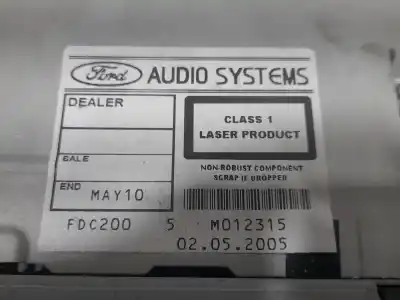 Ford AUDIO SYSTEMS
DEALER
CLASS 1
LASER PRODUCT
DALE
NON-ROBUST COMPONENT
SCRAP IF DROPPED
END MAY10
FDC200 5 M012315
02.05.2005